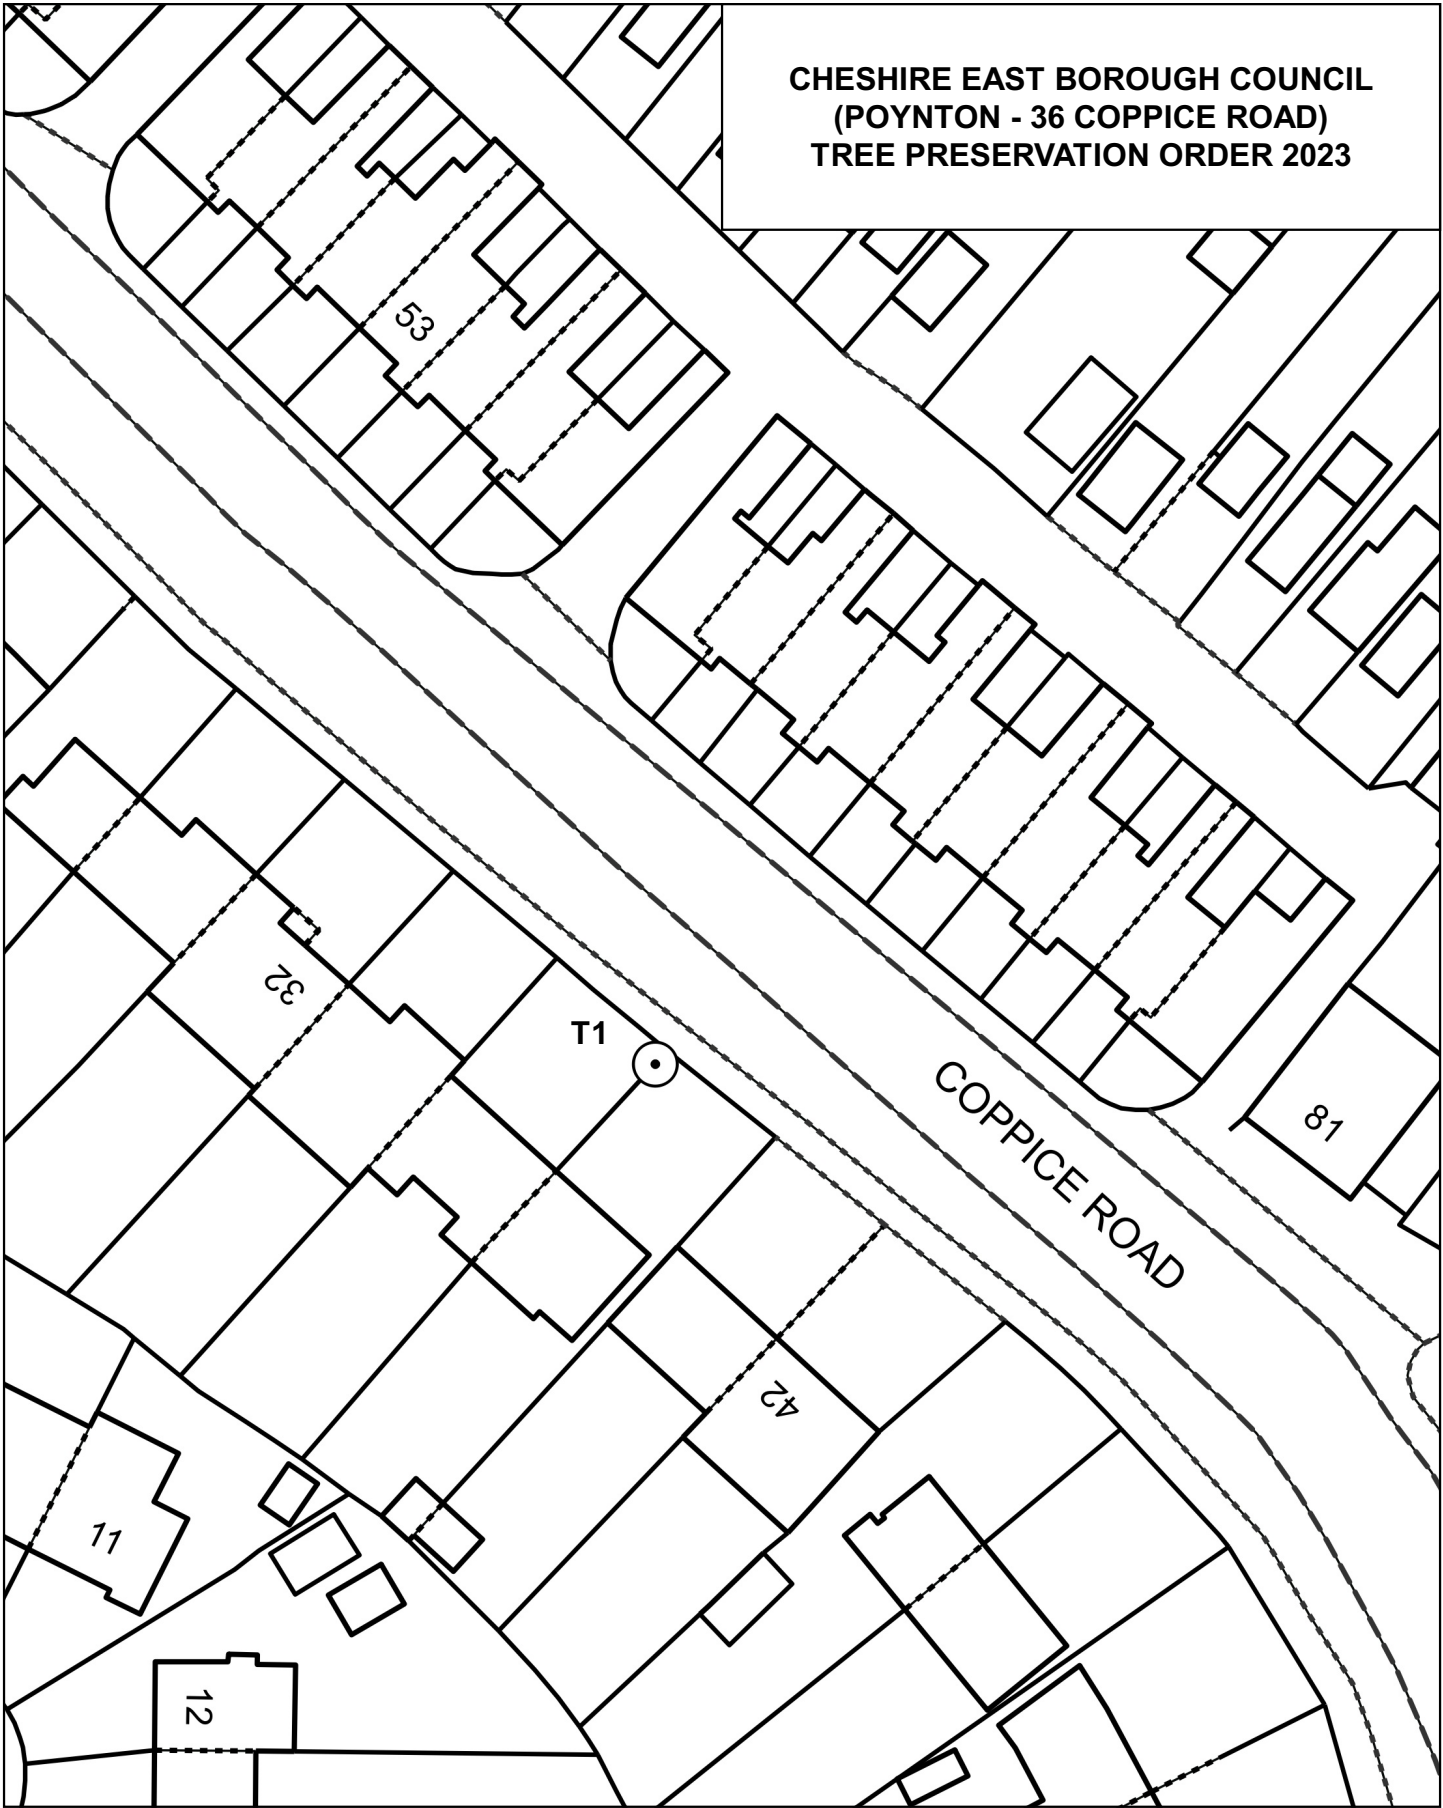 CHESHIRE EAST BOROUGH COUNCIL
(POYNTON - 36 COPPICE ROAD)
TREE PRESERVATION ORDER 2023
53
32
T1
COPPICE ROAD
81
42
11
12